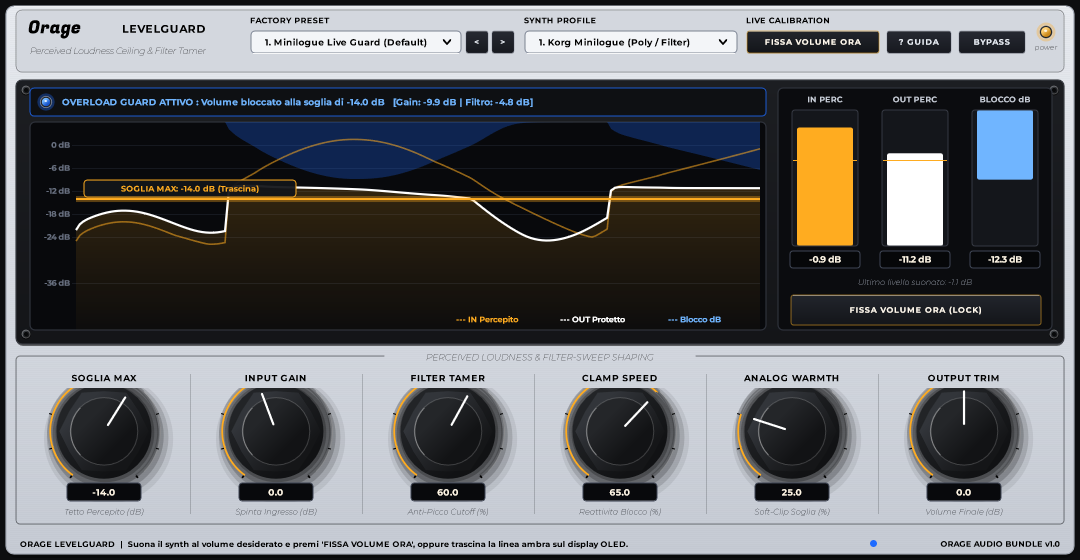 Orage
LEVELGUARD
Perceived Loudness Ceiling & Filter Tamer
FACTORY PRESET
1. Minilogue Live Guard (Default)
<
>
SYNTH PROFILE
1. Korg Minilogue (Poly / Filter)
LIVE CALIBRATION
FISSA VOLUME ORA
? GUIDA
BYPASS
power
OVERLOAD GUARD ATTIVO : Volume bloccato alla soglia di -14.0 dB [Gain: -9.9 dB | Filtro: -4.8 dB]
0 dB
-6 dB
-12 dB
SOGLIA MAX: -14.0 dB (Trascina)
-18 dB
-24 dB
-36 dB
--- IN Percepito
--- OUT Protetto
--- Blocco dB
IN PERC
OUT PERC
BLOCCO dB
-0.9 dB
-11.2 dB
-12.3 dB
Ultimo livello suonato: -1.1 dB
FISSA VOLUME ORA (LOCK)
PERCEIVED LOUDNESS & FILTER-SWEEP SHAPING
SOGLIA MAX
INPUT GAIN
FILTER TAMER
CLAMP SPEED
ANALOG WARMTH
OUTPUT TRIM
-14.0
0.0
60.0
65.0
25.0
0.0
Tetto Percepito (dB)
Spinta Ingresso (dB)
Anti-Picco Cutoff (%)
Reattivita Blocco (%)
Soft-Clip Soglia (%)
Volume Finale (dB)
ORAGE LEVELGUARD | Suona il synth al volume desiderato e premi 'FISSA VOLUME ORA', oppure trascina la linea ambra sul display OLED.
ORAGE AUDIO BUNDLE v1.0